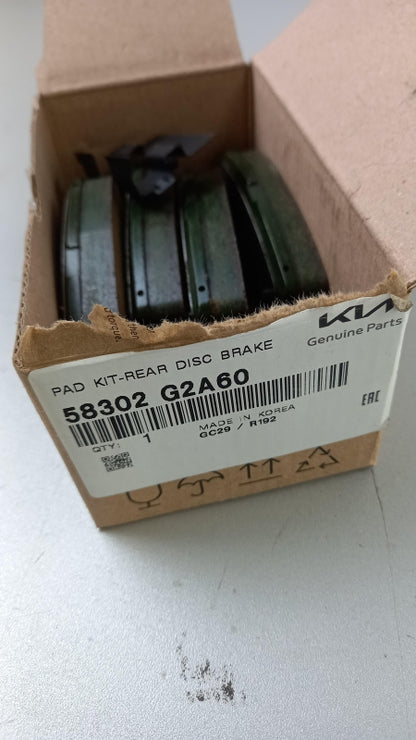 KIA
Genuine Parts
PAD KIT-REAR DISC BRAKE
58302 G2A60
QTY: 1
MADE IN KOREA
GC29 / R192
EAC